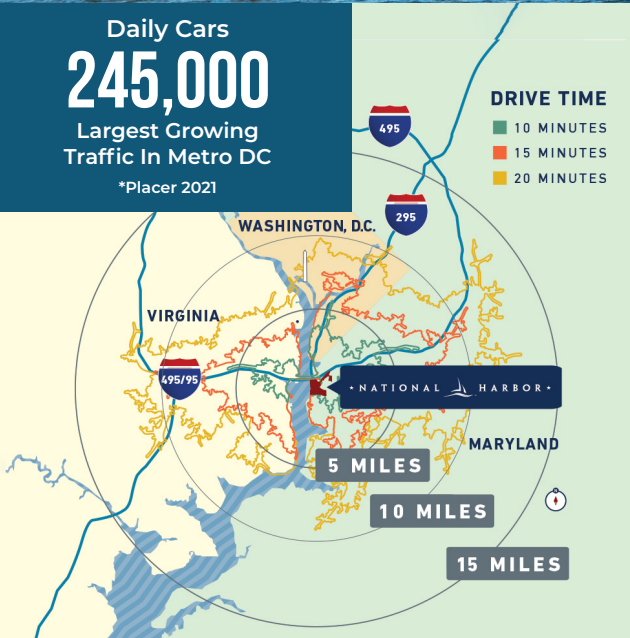 Daily Cars
245,000
Largest Growing
Traffic In Metro DC
*Placer 2021
DRIVE TIME
10 MINUTES
15 MINUTES
20 MINUTES
495
295
WASHINGTON, D.C.
VIRGINIA
495/95
• NATIONAL HARBOR •
MARYLAND
5 MILES
10 MILES
15 MILES